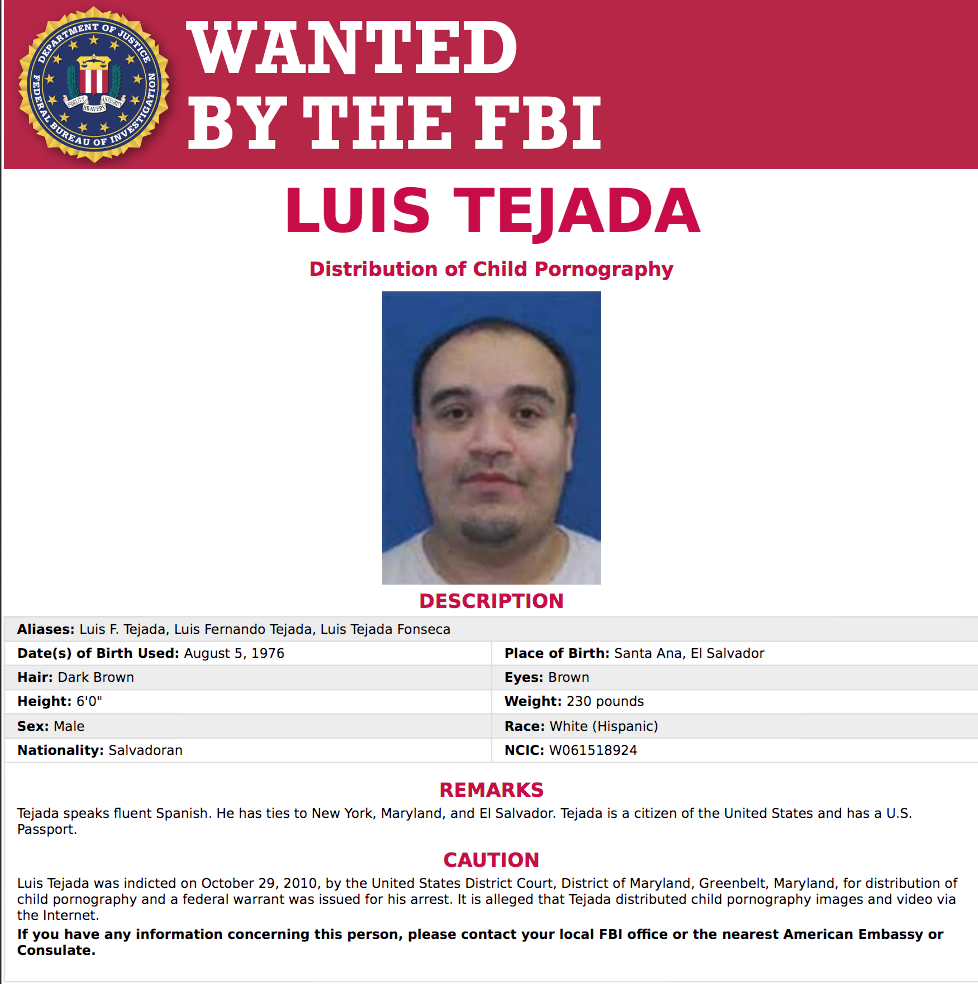 DEPARTMENT OF JUSTICE
FEDERAL BUREAU OF INVESTIGATION
WANTED
BY THE FBI
LUIS TEJADA
Distribution of Child Pornography
DESCRIPTION
Aliases: Luis F. Tejada, Luis Fernando Tejada, Luis Tejada Fonseca
Date(s) of Birth Used: August 5, 1976 Place of Birth: Santa Ana, El Salvador
Hair: Dark Brown Eyes: Brown
Height: 6'0" Weight: 230 pounds
Sex: Male Race: White (Hispanic)
Nationality: Salvadoran NCIC: W061518924
REMARKS
Tejada speaks fluent Spanish. He has ties to New York, Maryland, and El Salvador. Tejada is a citizen of the United States and has a U.S.
Passport.
CAUTION
Luis Tejada was indicted on October 29, 2010, by the United States District Court, District of Maryland, Greenbelt, Maryland, for distribution of
child pornography and a federal warrant was issued for his arrest. It is alleged that Tejada distributed child pornography images and video via
the Internet.
If you have any information concerning this person, please contact your local FBI office or the nearest American Embassy or
Consulate.